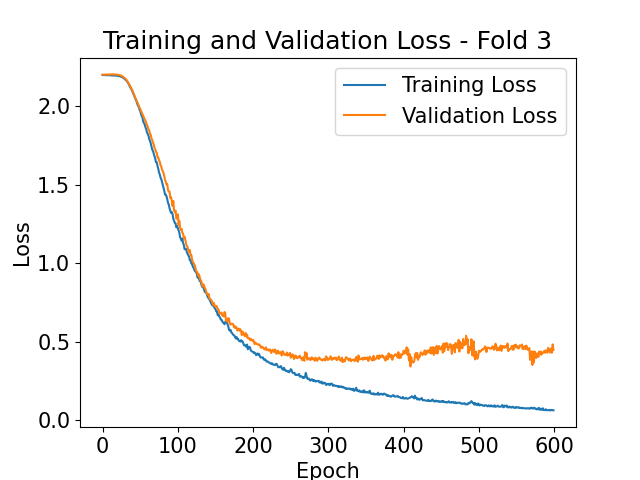 Training and Validation Loss - Fold 3
Training Loss
Validation Loss
Loss
2.0
1.5
1.0
0.5
0.0
0 100 200 300 400 500 600
Epoch